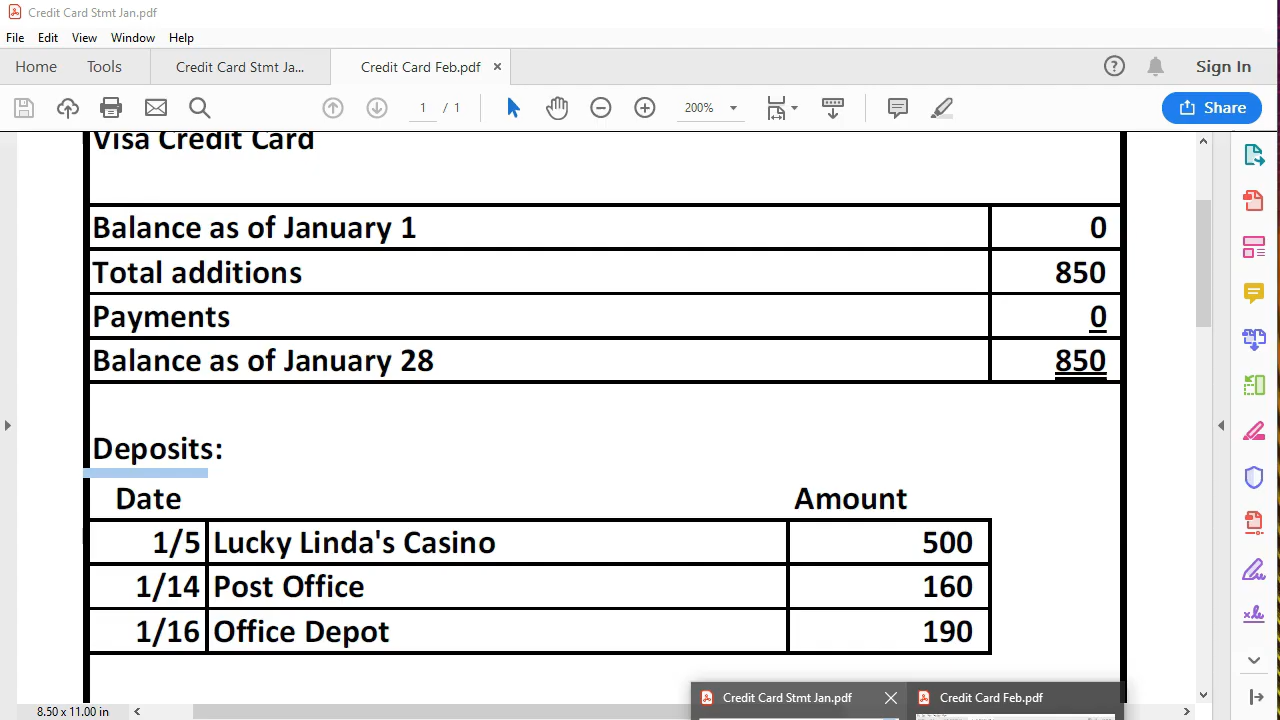 Credit Card Stmt Jan.pdf
File Edit View Window Help
Home Tools Credit Card Stmt Ja... Credit Card Feb.pdf × Sign In
1 / 1 200% Share
Visa Credit Card
Balance as of January 1 0
Total additions 850
Payments 0
Balance as of January 28 850
Deposits:
Date Amount
1/5 Lucky Linda's Casino 500
1/14 Post Office 160
1/16 Office Depot 190
Credit Card Stmt Jan.pdf Credit Card Feb.pdf
8.50 x 11.00 in